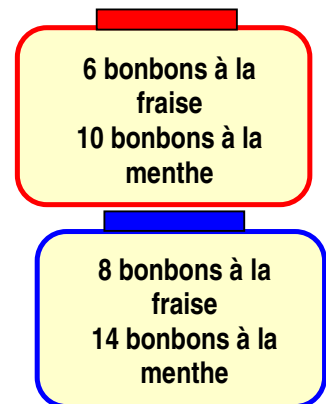 6 bonbons à la
fraise
10 bonbons à la
menthe
8 bonbons à la
fraise
14 bonbons à la
menthe